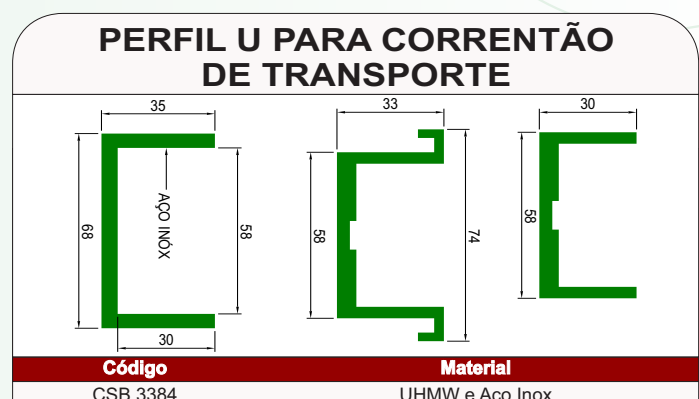 PERFIL U PARA CORRENTÃO
DE TRANSPORTE
35
68
AÇO INÓX
58
30
33
58
74
30
58
Código Material
CSB 3384 UHMW e Aço Inox